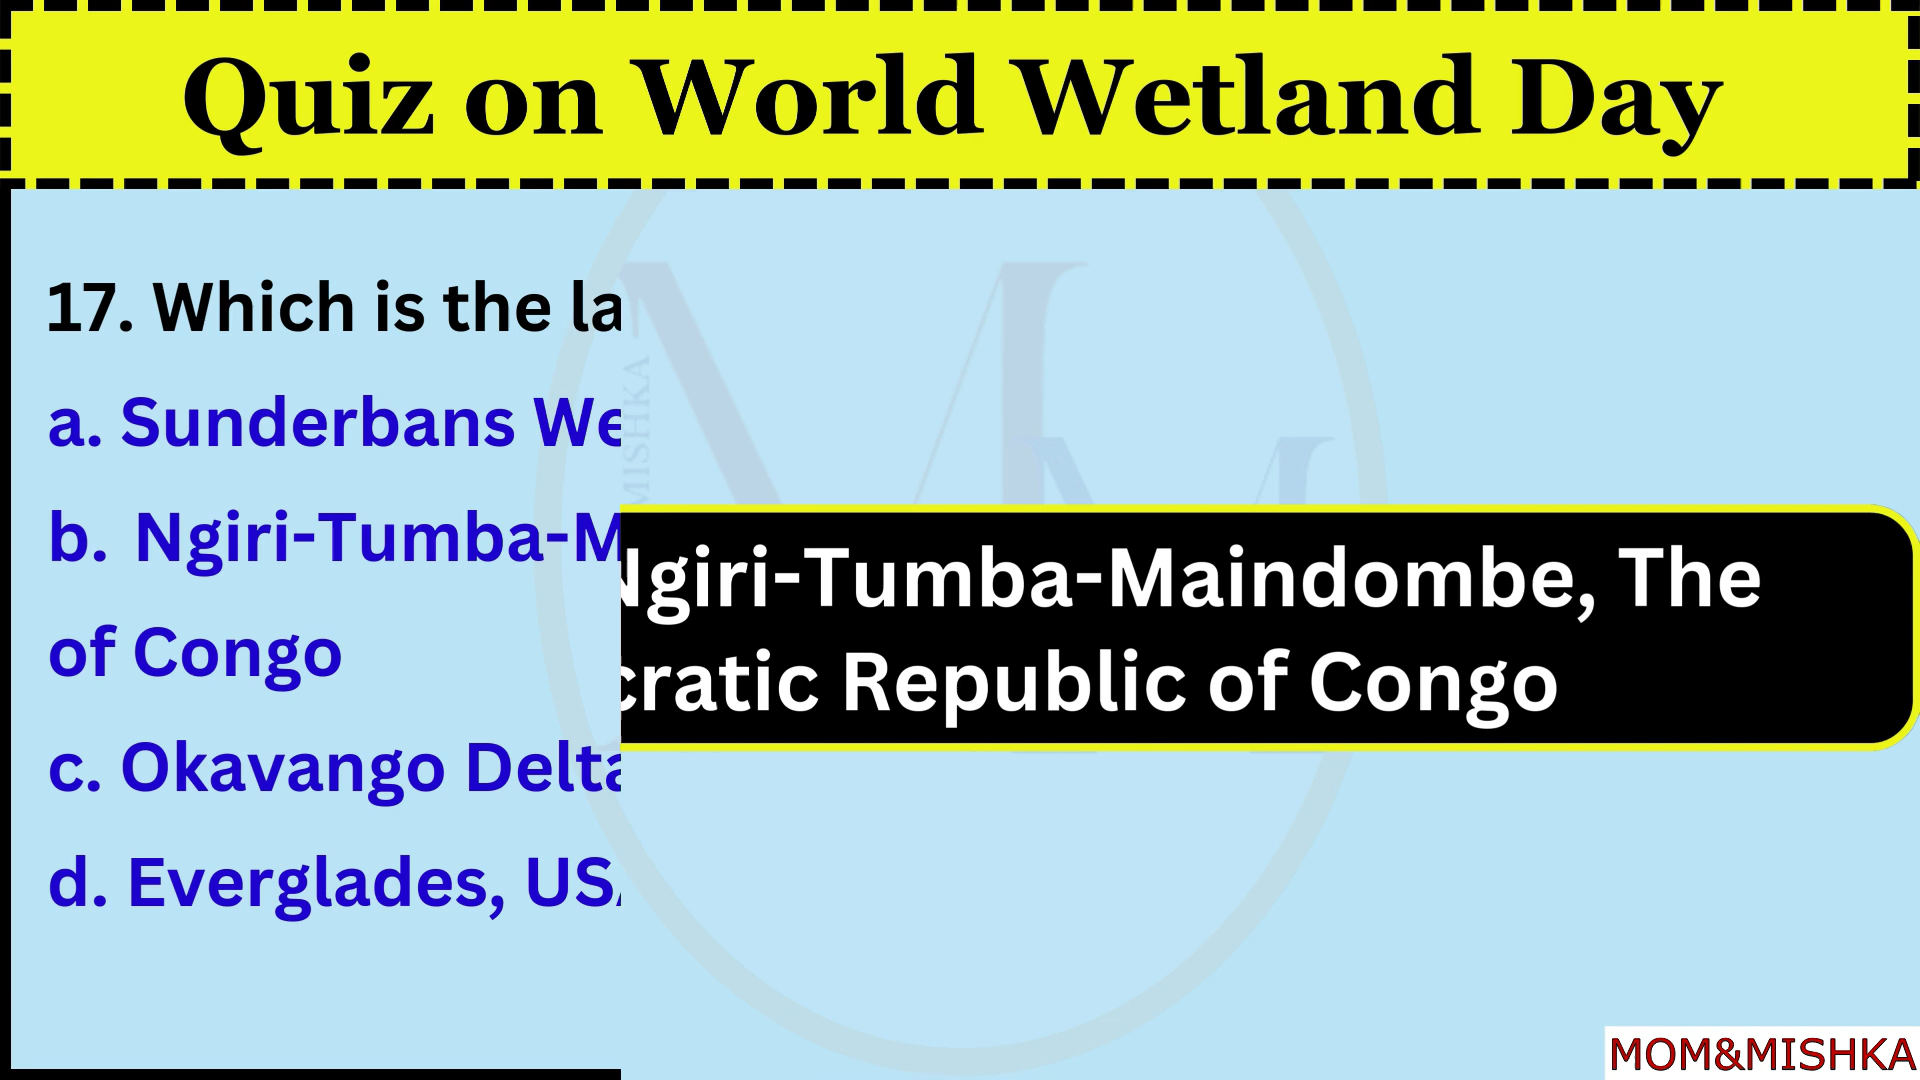 Quiz on World Wetland Day
17. Which is the la
a. Sunderbans We
b. Ngiri-Tumba-M
Ngiri-Tumba-Maindombe, The
of Congo
cratic Republic of Congo
c. Okavango Delta
d. Everglades, USA
MISHKA
MOM&MISHKA